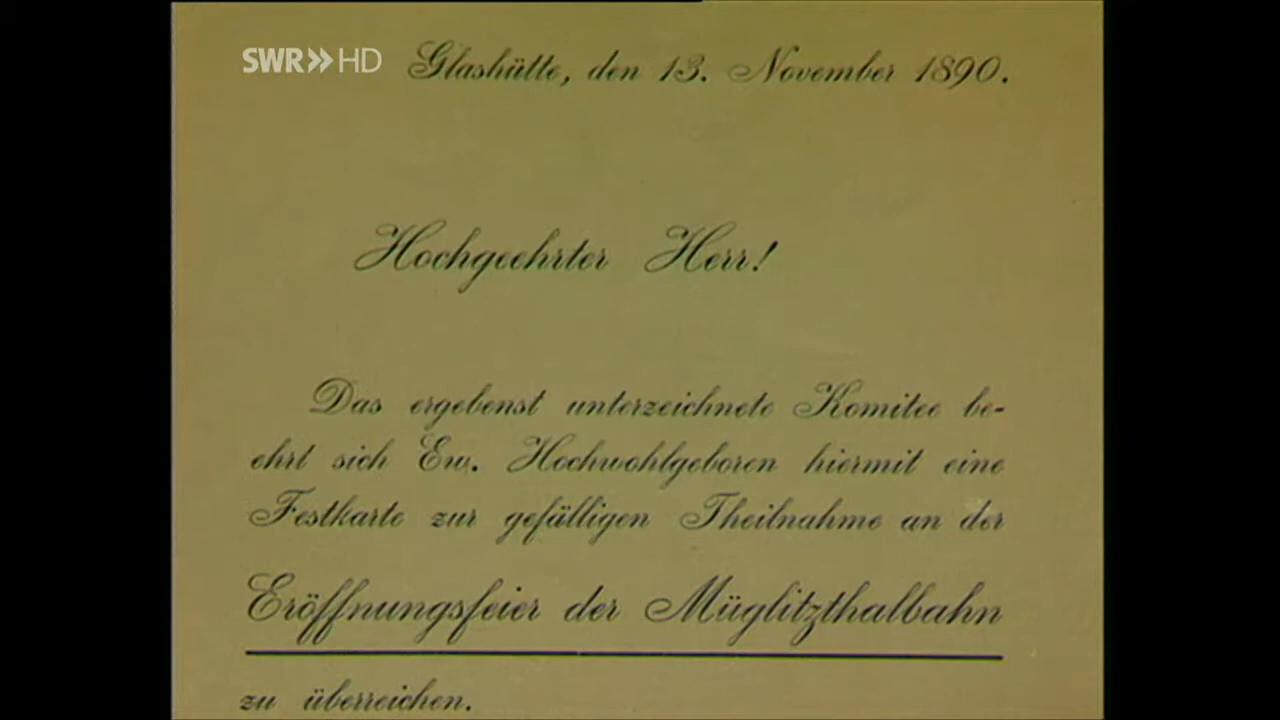 SWR>> HD
Glashütte, den 13. November 1890.
Hochgeehrter Herr!
Das ergebenst unterzeichnete Komitee be-
ehrt sich Ew. Hochwohlgeboren hiermit eine
Festkarte zur gefälligen Theilnahme an der
Eröffnungsfeier der Müglitzthalbahn
zu überreichen.